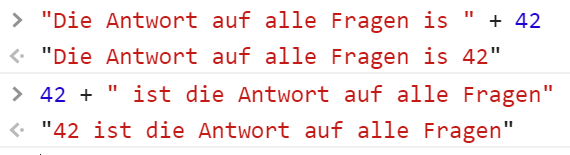 > "Die Antwort auf alle Fragen is " + 42
<· "Die Antwort auf alle Fragen is 42"
> 42 + " ist die Antwort auf alle Fragen"
<· "42 ist die Antwort auf alle Fragen"